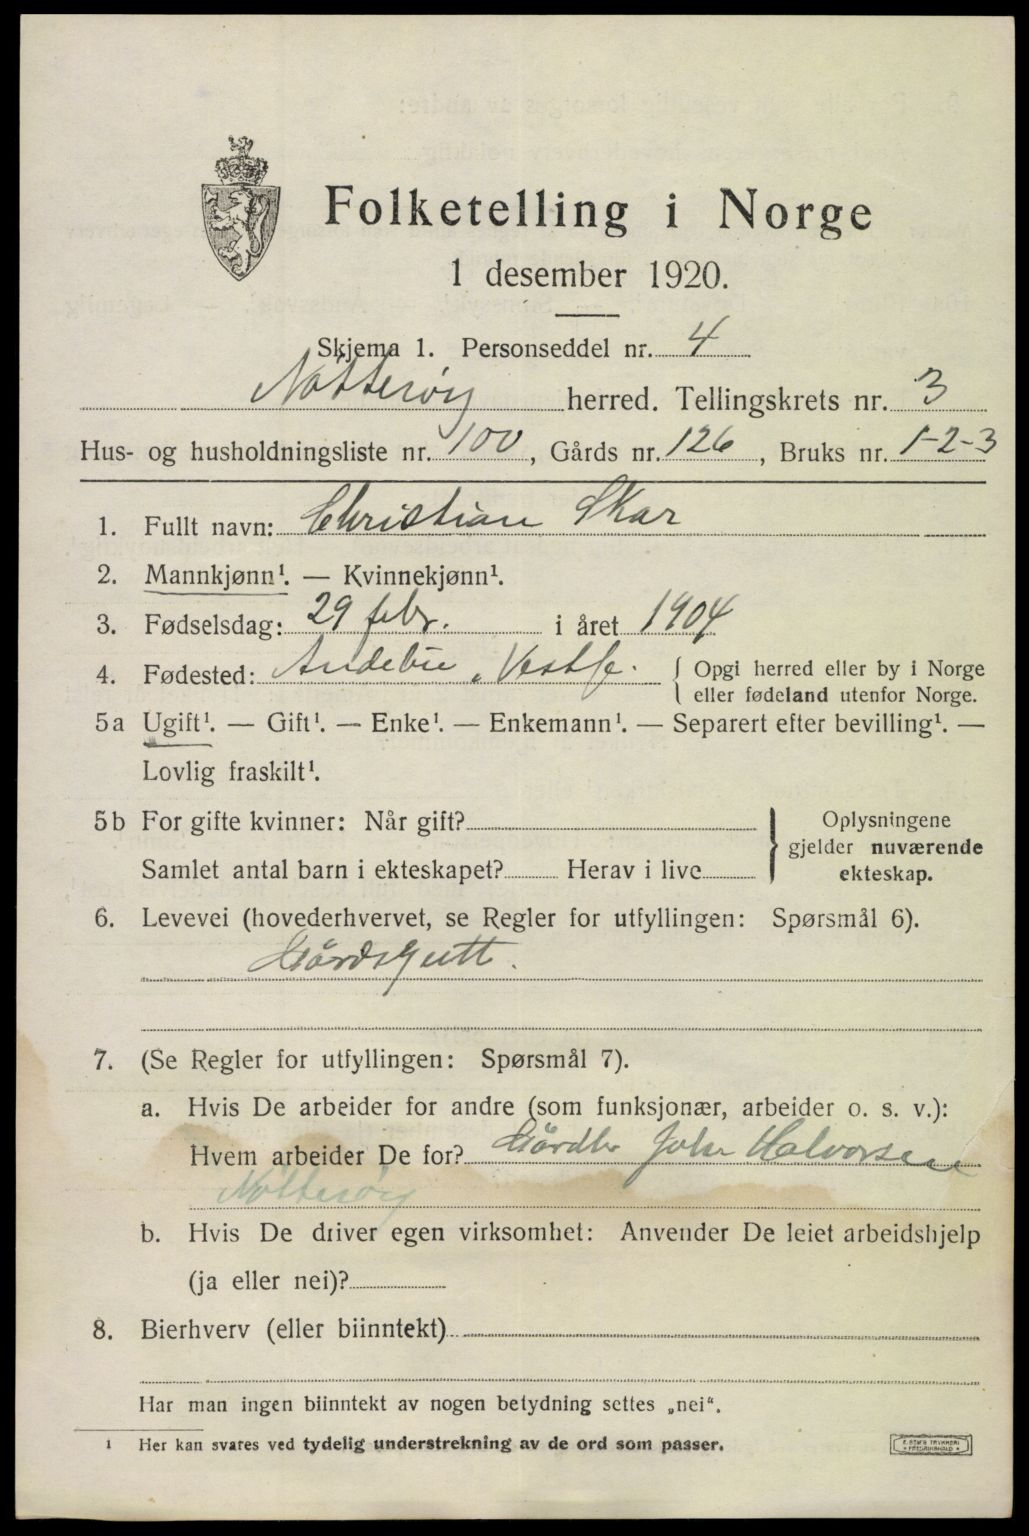 Folketelling i Norge
1 desember 1920.
Skjema 1. Personseddel nr. 4
Nötterøy herred. Tellingskrets nr. 3
Hus- og husholdningsliste nr. 100, Gårds nr. 126, Bruks nr. 1-2-3
1. Fullt navn: Christian Skar
2. Mannkjønn¹. — Kvinnekjønn¹.
3. Fødselsdag: 29 febr. i året 1904
4. Fødested: Andebu, Vestf. { Opgi herred eller by i Norge
eller fødeland utenfor Norge.
5a Ugift¹. — Gift¹. — Enke¹. — Enkemann¹. — Separert efter bevilling¹. —
Lovlig fraskilt¹.
5b For gifte kvinner: Når gift?
Samlet antal barn i ekteskapet? Herav i live
} Oplysningene
gjelder nuværende
ekteskap.
6. Levevei (hovederhvervet, se Regler for utfyllingen: Spørsmål 6).
Gårdsgutt.
7. (Se Regler for utfyllingen: Spørsmål 7).
a. Hvis De arbeider for andre (som funksjonær, arbeider o. s. v.):
Hvem arbeider De for? Gårdbr John Halvorsen
Nötterøy
b. Hvis De driver egen virksomhet: Anvender De leiet arbeidshjelp
(ja eller nei)?
8. Bierhverv (eller biinntekt)
Har man ingen biinntekt av nogen betydning settes „nei“.
¹ Her kan svares ved tydelig understrekning av de ord som passer.